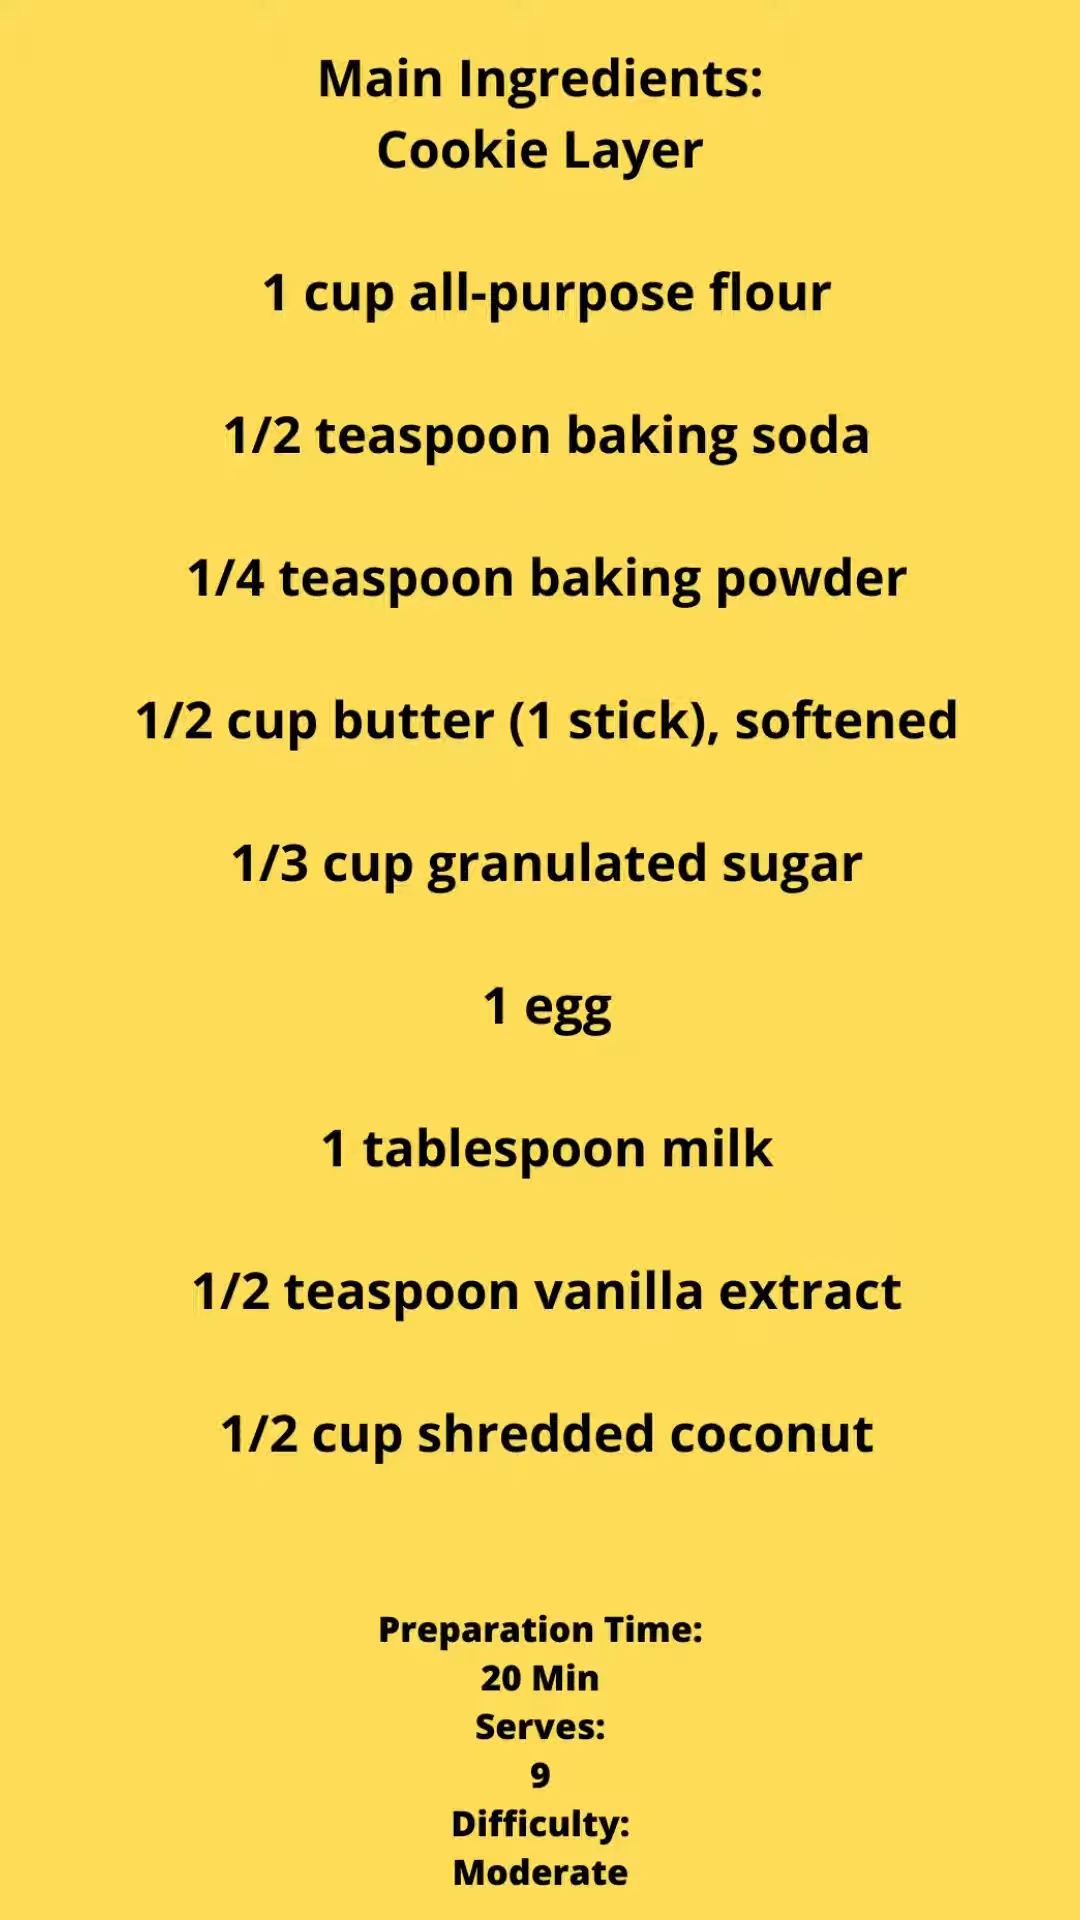 Main Ingredients:
Cookie Layer
1 cup all-purpose flour
1/2 teaspoon baking soda
1/4 teaspoon baking powder
1/2 cup butter (1 stick), softened
1/3 cup granulated sugar
1 egg
1 tablespoon milk
1/2 teaspoon vanilla extract
1/2 cup shredded coconut
Preparation Time:
20 Min
Serves:
9
Difficulty:
Moderate